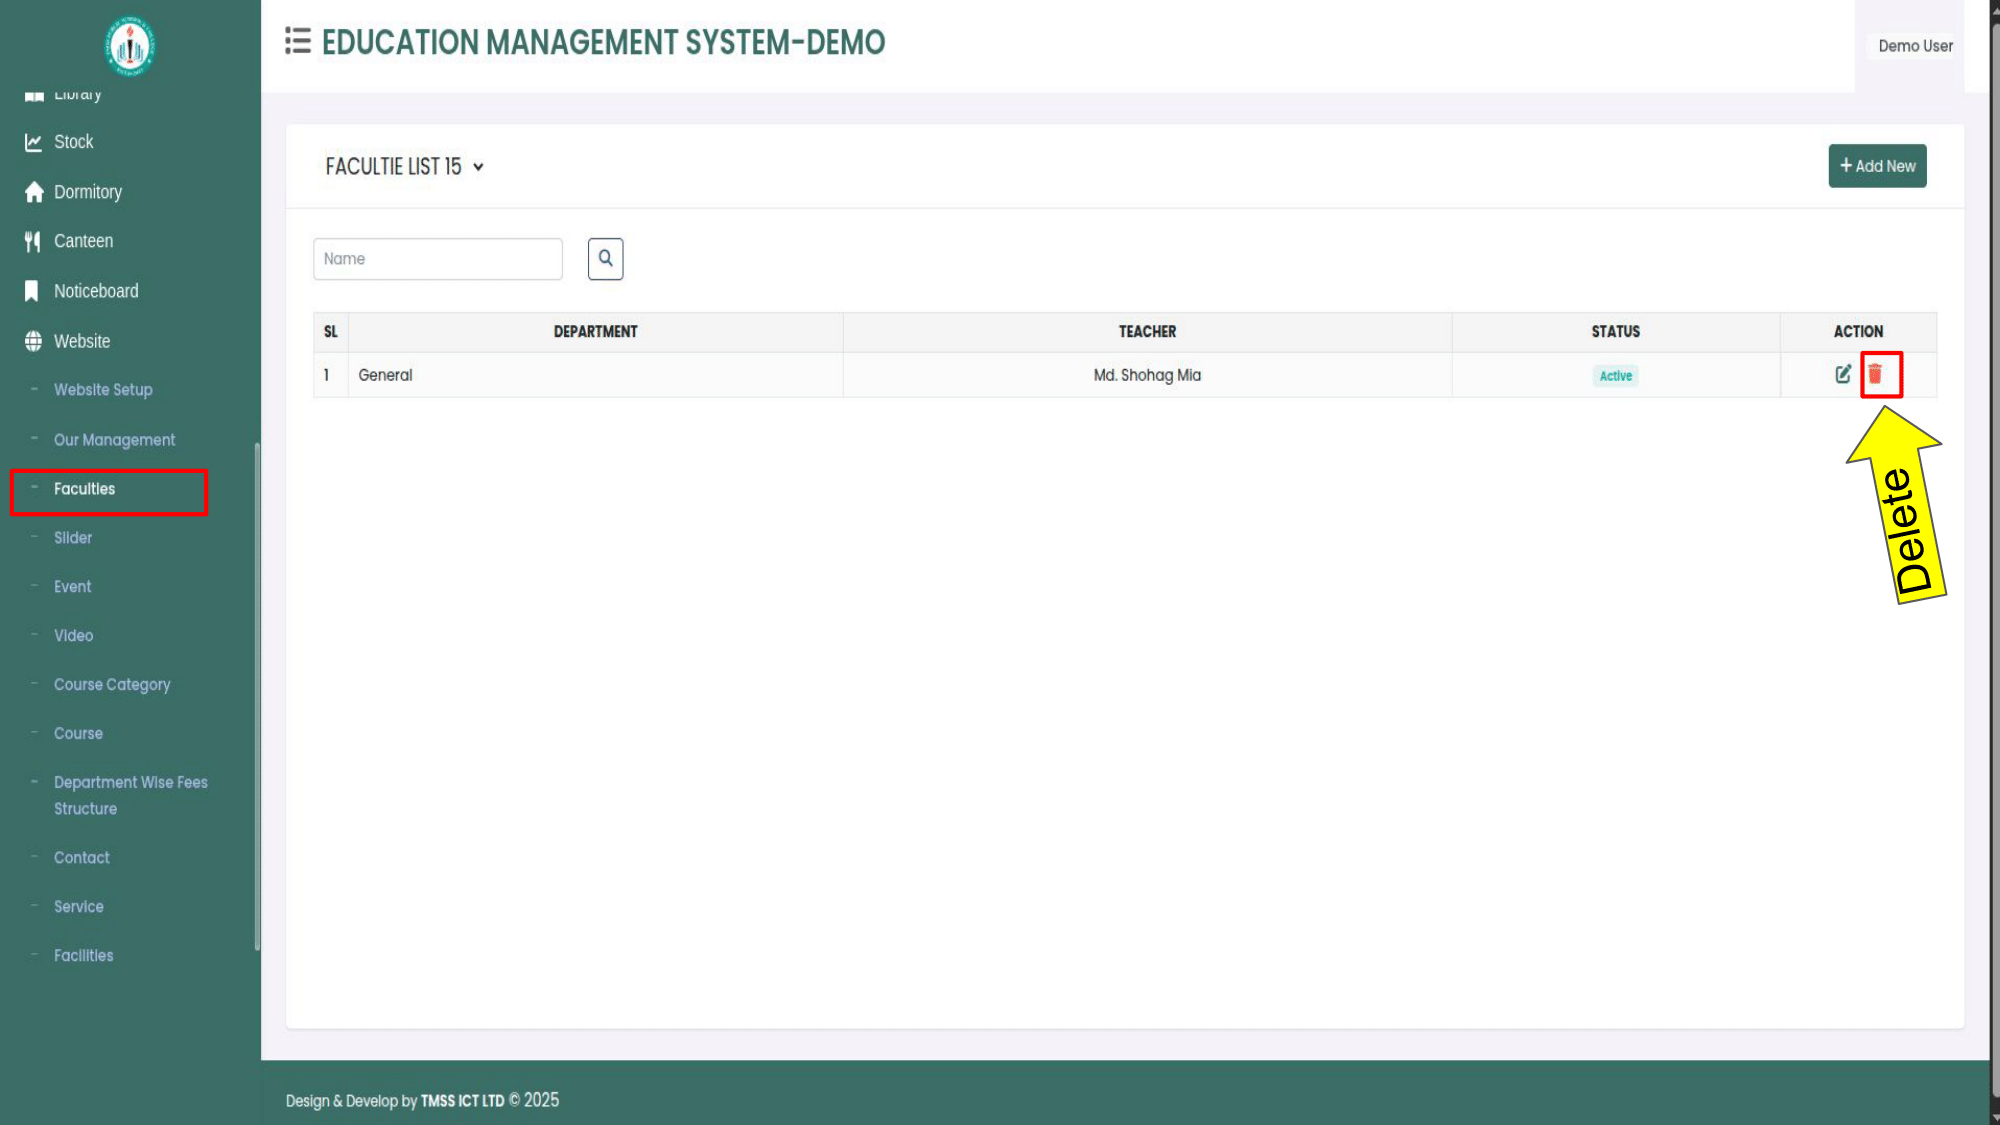 EDUCATION MANAGEMENT SYSTEM-DEMO
Demo User
Library
Stock
Dormitory
Canteen
Noticeboard
Website
- Website Setup
- Our Management
- Faculties
- Slider
- Event
- Video
- Course Category
- Course
- Department Wise Fees
Structure
- Contact
- Service
- Facilities
FACULTIE LIST 15
+ Add New
Name
SL DEPARTMENT TEACHER STATUS ACTION
1 General Md. Shohag Mia Active
Delete
Design & Develop by TMSS ICT LTD © 2025